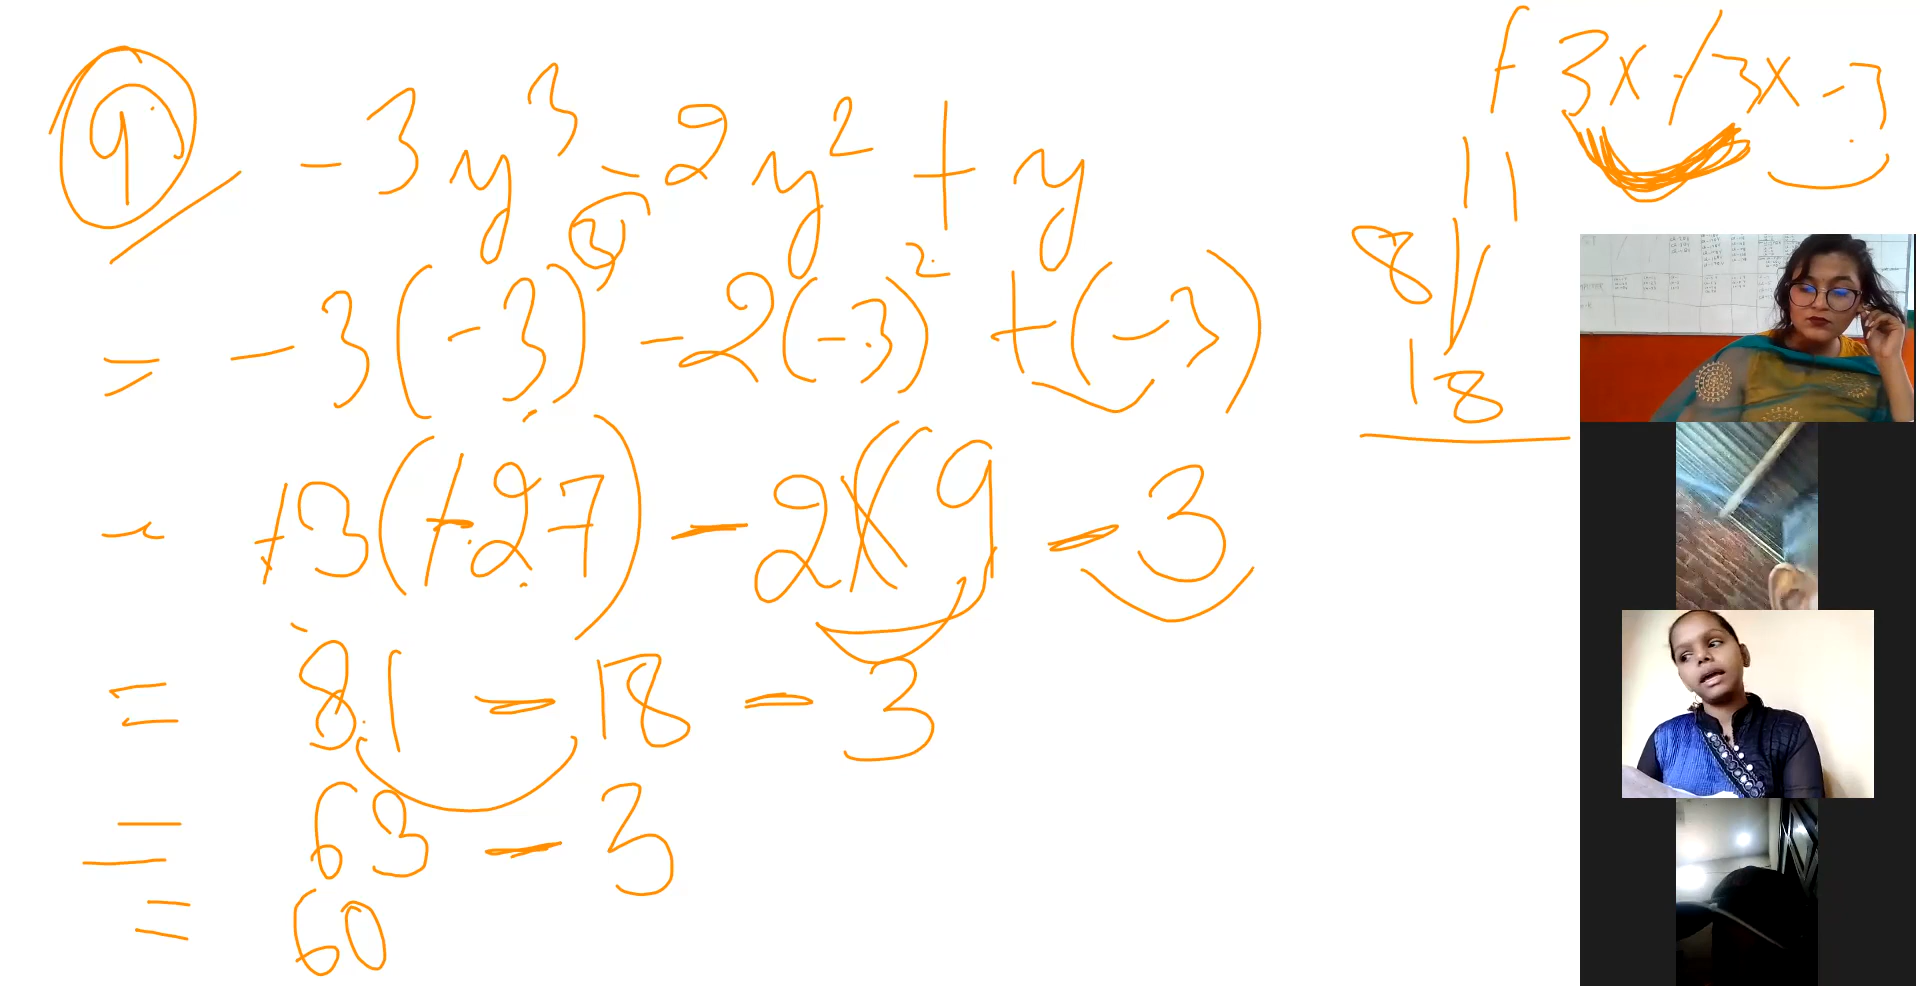 9
-3y³ - 2y² + y
= -3(-3)³ - 2(-3)² + (-3)
+3(+27) - 2(9 - 3
= 81 - 18 - 3
= 63 - 3
= 60
3x-3x-3
11
81
18